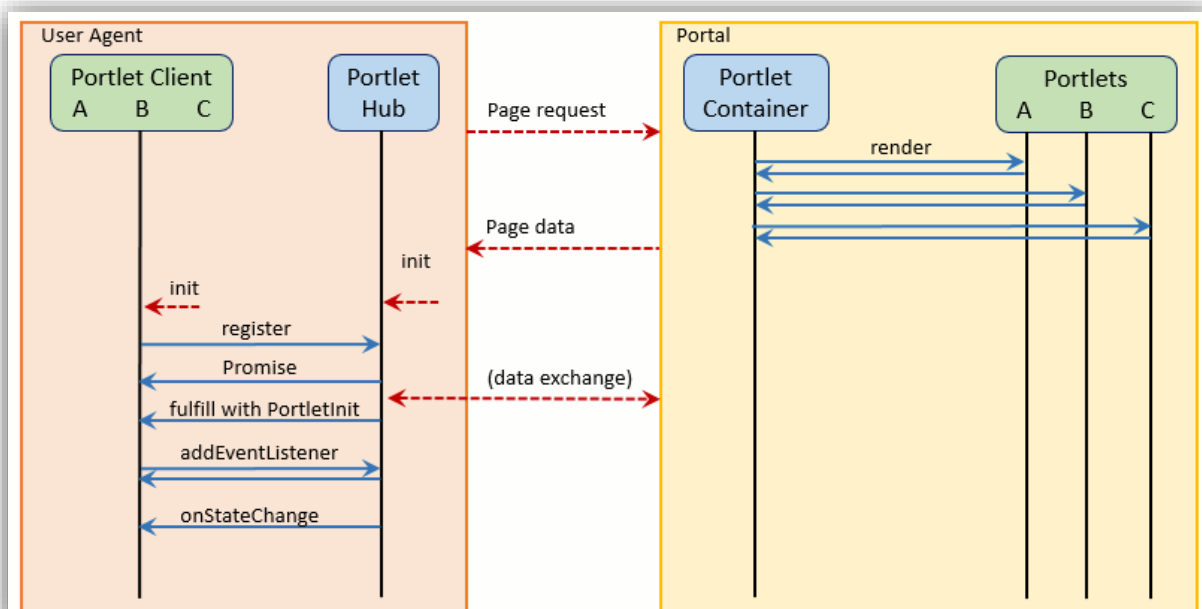 User Agent
Portlet Client
A B C
Portlet
Hub
Page request
Page data
init
init
register
Promise
fulfill with PortletInit
(data exchange)
addEventListener
onStateChange
Portal
Portlet
Container
Portlets
A B C
render